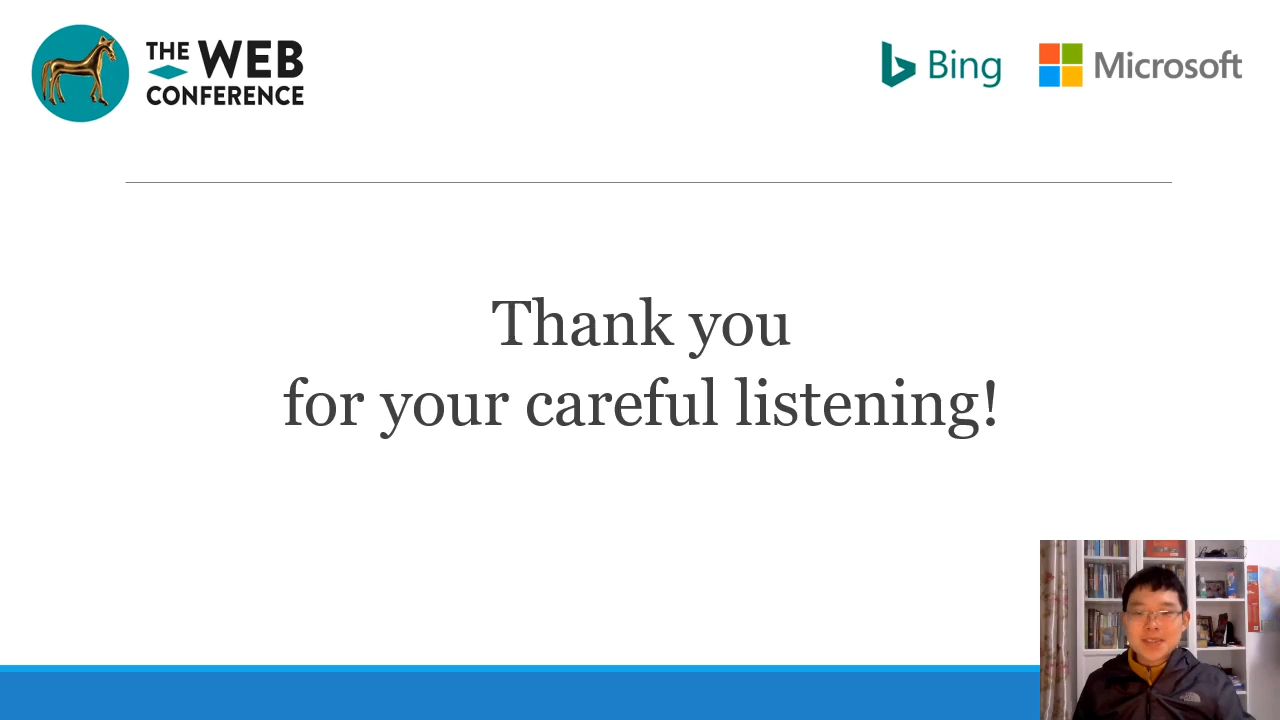 THE WEB
CONFERENCE
Bing
Microsoft
Thank you
for your careful listening!